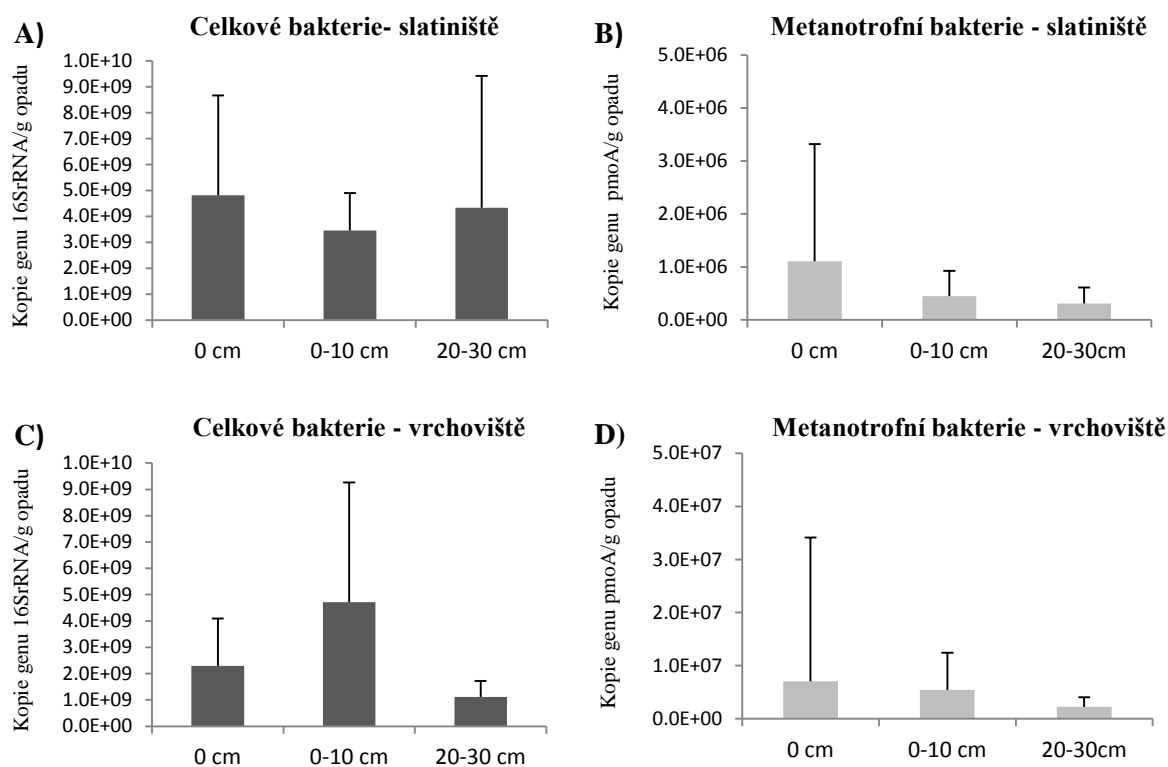 A)
Celkové bakterie- slatiniště
Kopie genu 16SrRNA/g opadu
1.0E+10
9.0E+09
8.0E+09
7.0E+09
6.0E+09
5.0E+09
4.0E+09
3.0E+09
2.0E+09
1.0E+09
0.0E+00
0 cm
0-10 cm
20-30 cm
B)
Metanotrofní bakterie - slatiniště
Kopie genu pmoA/g opadu
5.0E+06
4.0E+06
3.0E+06
2.0E+06
1.0E+06
0.0E+00
0 cm
0-10 cm
20-30cm
C)
Celkové bakterie - vrchoviště
Kopie genu 16SrRNA/g opadu
1.0E+10
9.0E+09
8.0E+09
7.0E+09
6.0E+09
5.0E+09
4.0E+09
3.0E+09
2.0E+09
1.0E+09
0.0E+00
0 cm
0-10 cm
20-30 cm
D)
Metanotrofní bakterie - vrchoviště
Kopie genu pmoA/g opadu
5.0E+07
4.0E+07
3.0E+07
2.0E+07
1.0E+07
0.0E+00
0 cm
0-10 cm
20-30cm